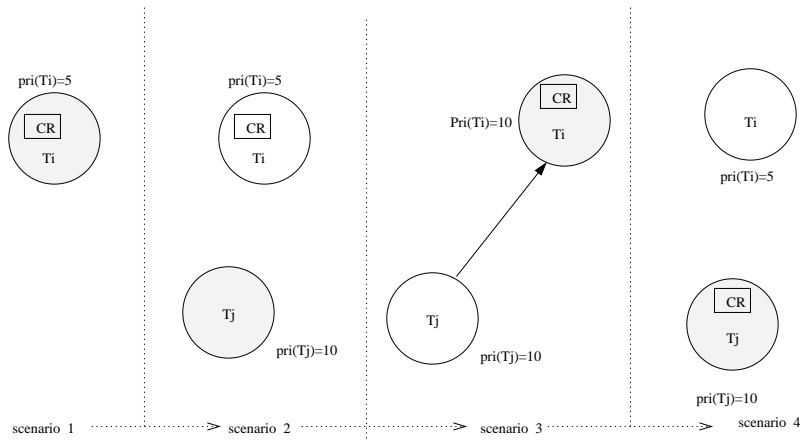 pri(Ti)=5
CR
Ti
scenario 1
pri(Ti)=5
CR
Ti
Tj
pri(Tj)=10
scenario 2
CR
Pri(Ti)=10
Ti
Tj
pri(Tj)=10
scenario 3
Ti
pri(Ti)=5
CR
Tj
pri(Tj)=10
scenario 4